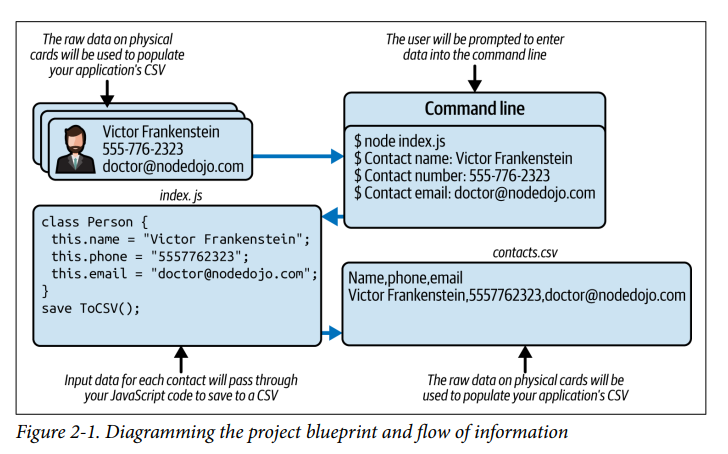 The raw data on physical
cards will be used to populate
your application's CSV
The user will be prompted to enter
data into the command line
Victor Frankenstein
555-776-2323
doctor@nodedojo.com
Command line
$ node index.js
$ Contact name: Victor Frankenstein
$ Contact number: 555-776-2323
$ Contact email: doctor@nodedojo.com
index. js
class Person {
this.name = "Victor Frankenstein";
this.phone = "5557762323";
this.email = "doctor@nodedojo.com";
}
save ToCSV();
contacts.csv
Name,phone,email
Victor Frankenstein,5557762323,doctor@nodedojo.com
Input data for each contact will pass through
your JavaScript code to save to a CSV
The raw data on physical cards will be
used to populate your application's CSV
Figure 2-1. Diagramming the project blueprint and flow of information